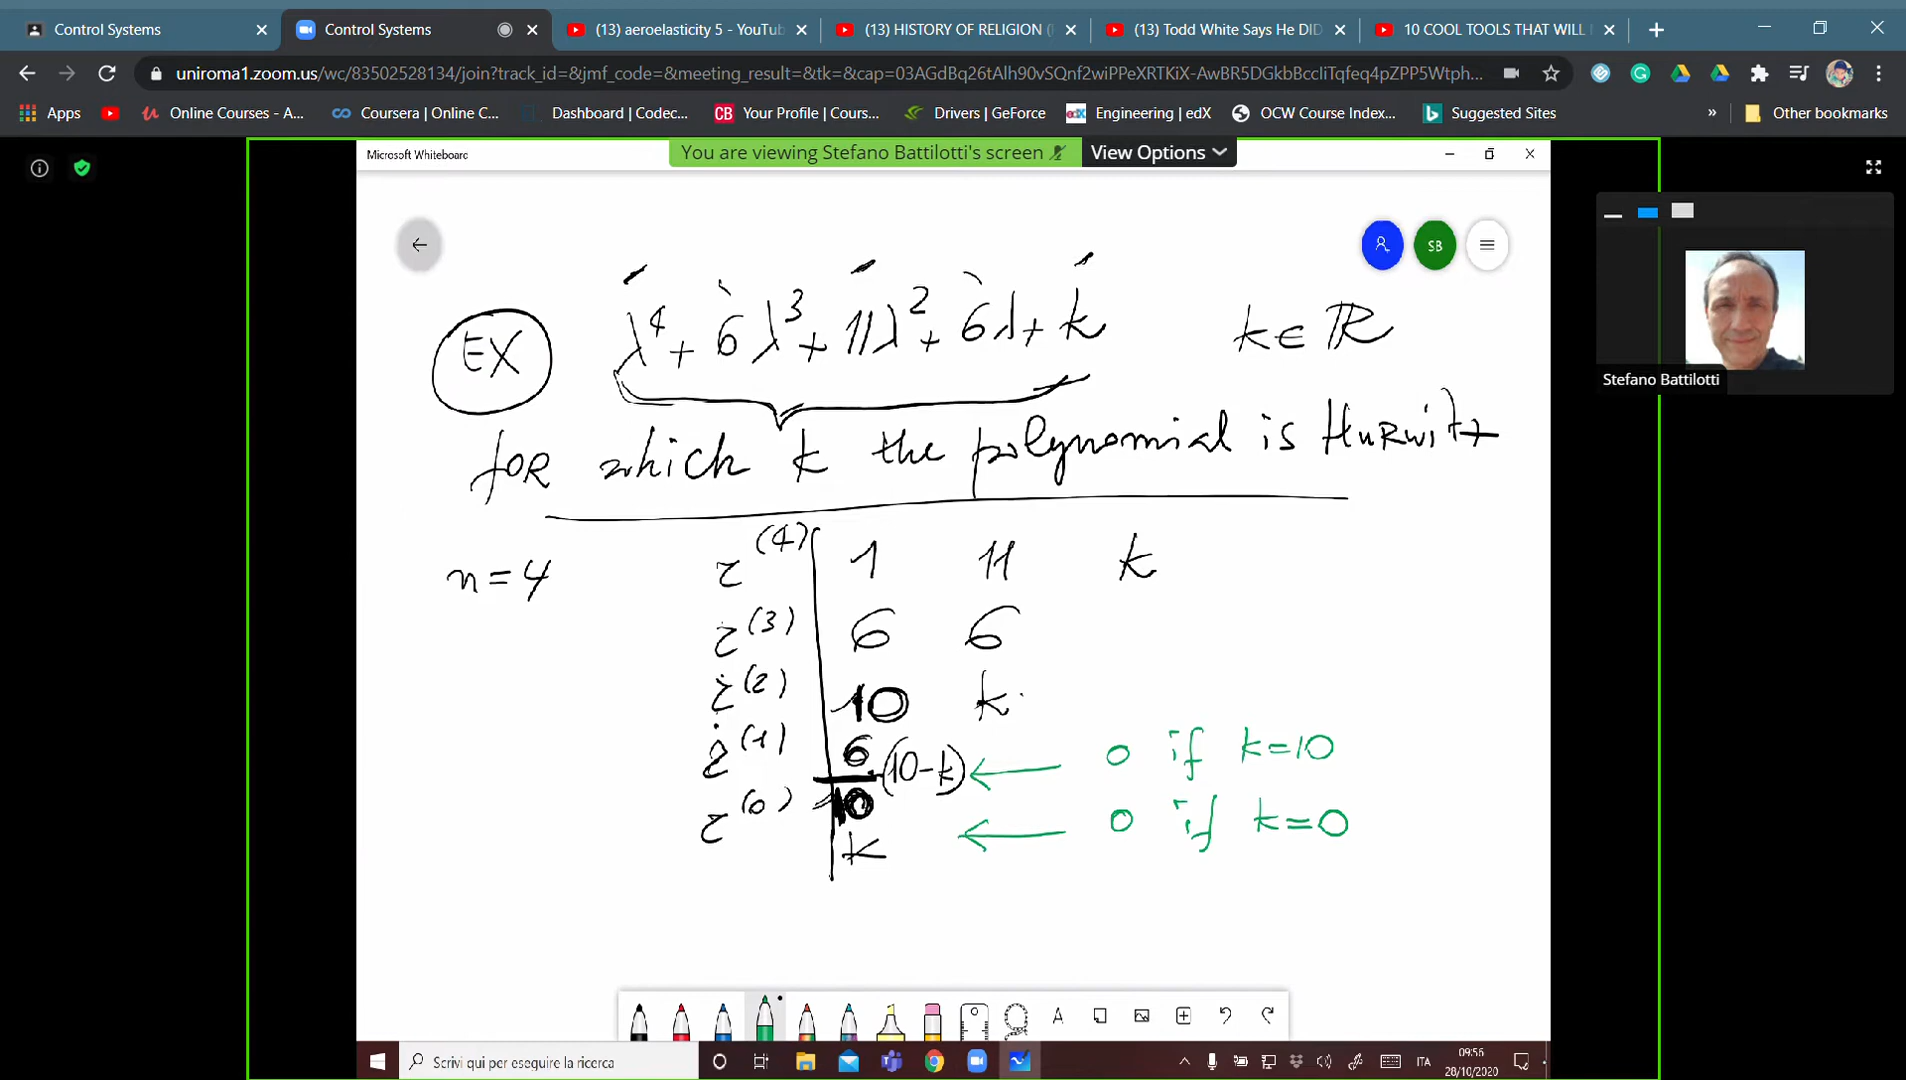 Control Systems
Control Systems
(13) aeroelasticity 5 - YouTub
(13) HISTORY OF RELIGION (
(13) Todd White Says He DID
10 COOL TOOLS THAT WILL
uniroma1.zoom.us/wc/83502528134/join?track_id=&jmf_code=&meeting_result=&tk=&cap=03AGdBq26tAlh90vSQnf2wiPPeXRTKiX-AwBR5DGkbBccIiTqfeq4pZPP5Wtph...
Apps
Online Courses - A...
Coursera | Online C...
Dashboard | Codec...
CB Your Profile | Cours...
Drivers | GeForce
edX Engineering | edX
OCW Course Index...
Suggested Sites
»
Other bookmarks
Microsoft Whiteboard
You are viewing Stefano Battilotti's screen
View Options
SB
Stefano Battilotti
EX λ⁴ + 6λ³ + 11λ² + 6λ + k k ∈ ℝ
for which k the polynomial is Hurwitz
n = 4
r⁽⁴⁾ 1 11 k
r⁽³⁾ 6 6
r⁽²⁾ 10 k
r⁽¹⁾ 6/10 · (10-k) ← 0 if k=10
r⁽⁰⁾ k ← 0 if k=0
A
Scrivi qui per eseguire la ricerca
ITA
09:56
28/10/2020